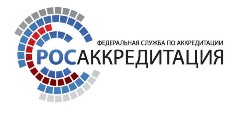 ФЕДЕРАЛЬНАЯ СЛУЖБА ПО АККРЕДИТАЦИИ
РОСАККРЕДИТАЦИЯ